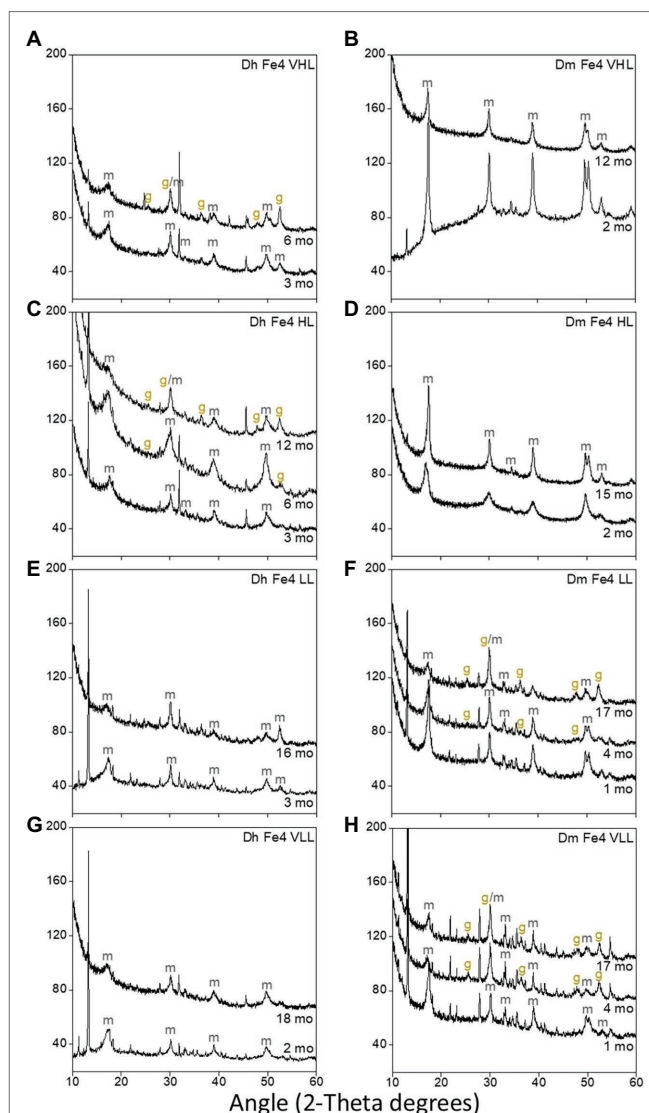 A
Dh Fe4 VHL
200
160
120
80
40
m
g
g/m
m
g
m
g
m
g
6 mo
m
m
m
m
m
m
3 mo
B
Dm Fe4 VHL
200
160
120
80
40
m
m
m
m
m
12 mo
2 mo
C
Dh Fe4 HL
200
160
120
80
40
m
g
g/m
g
m
g
m
g
12 mo
m
g
m
m
m
g
6 mo
m
m
m
m
m
3 mo
D
Dm Fe4 HL
200
160
120
80
40
m
m
m
m
m
m
15 mo
2 mo
E
Dh Fe4 LL
200
160
120
80
40
m
m
m
m
m
16 mo
m
m
m
m
m
3 mo
F
Dm Fe4 LL
200
160
120
80
40
m
g
g/m
m
g
g
m
g
17 mo
m
g
m
g
m
g
m
4 mo
1 mo
G
Dh Fe4 VLL
200
160
120
80
40
m
m
m
m
18 mo
m
m
m
m
2 mo
10 20 30 40 50 60
H
Dm Fe4 VLL
200
160
120
80
40
m
g
g/m
m
g
m
g
m
g
17 mo
m
g
m
g
m
g
g
4 mo
m
m
m
m
m
1 mo
10 20 30 40 50 60
Angle (2-Theta degrees)